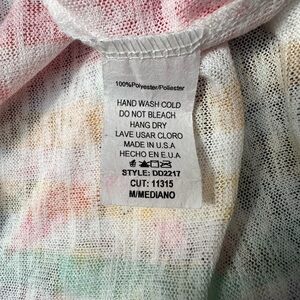 100%Polyester/Poliester
HAND WASH COLD
DO NOT BLEACH
HANG DRY
LAVE USAR CLORO
MADE IN U.S.A
HECHO EN E.U.A
STYLE: DD2217
CUT: 11315
M/MEDIANO